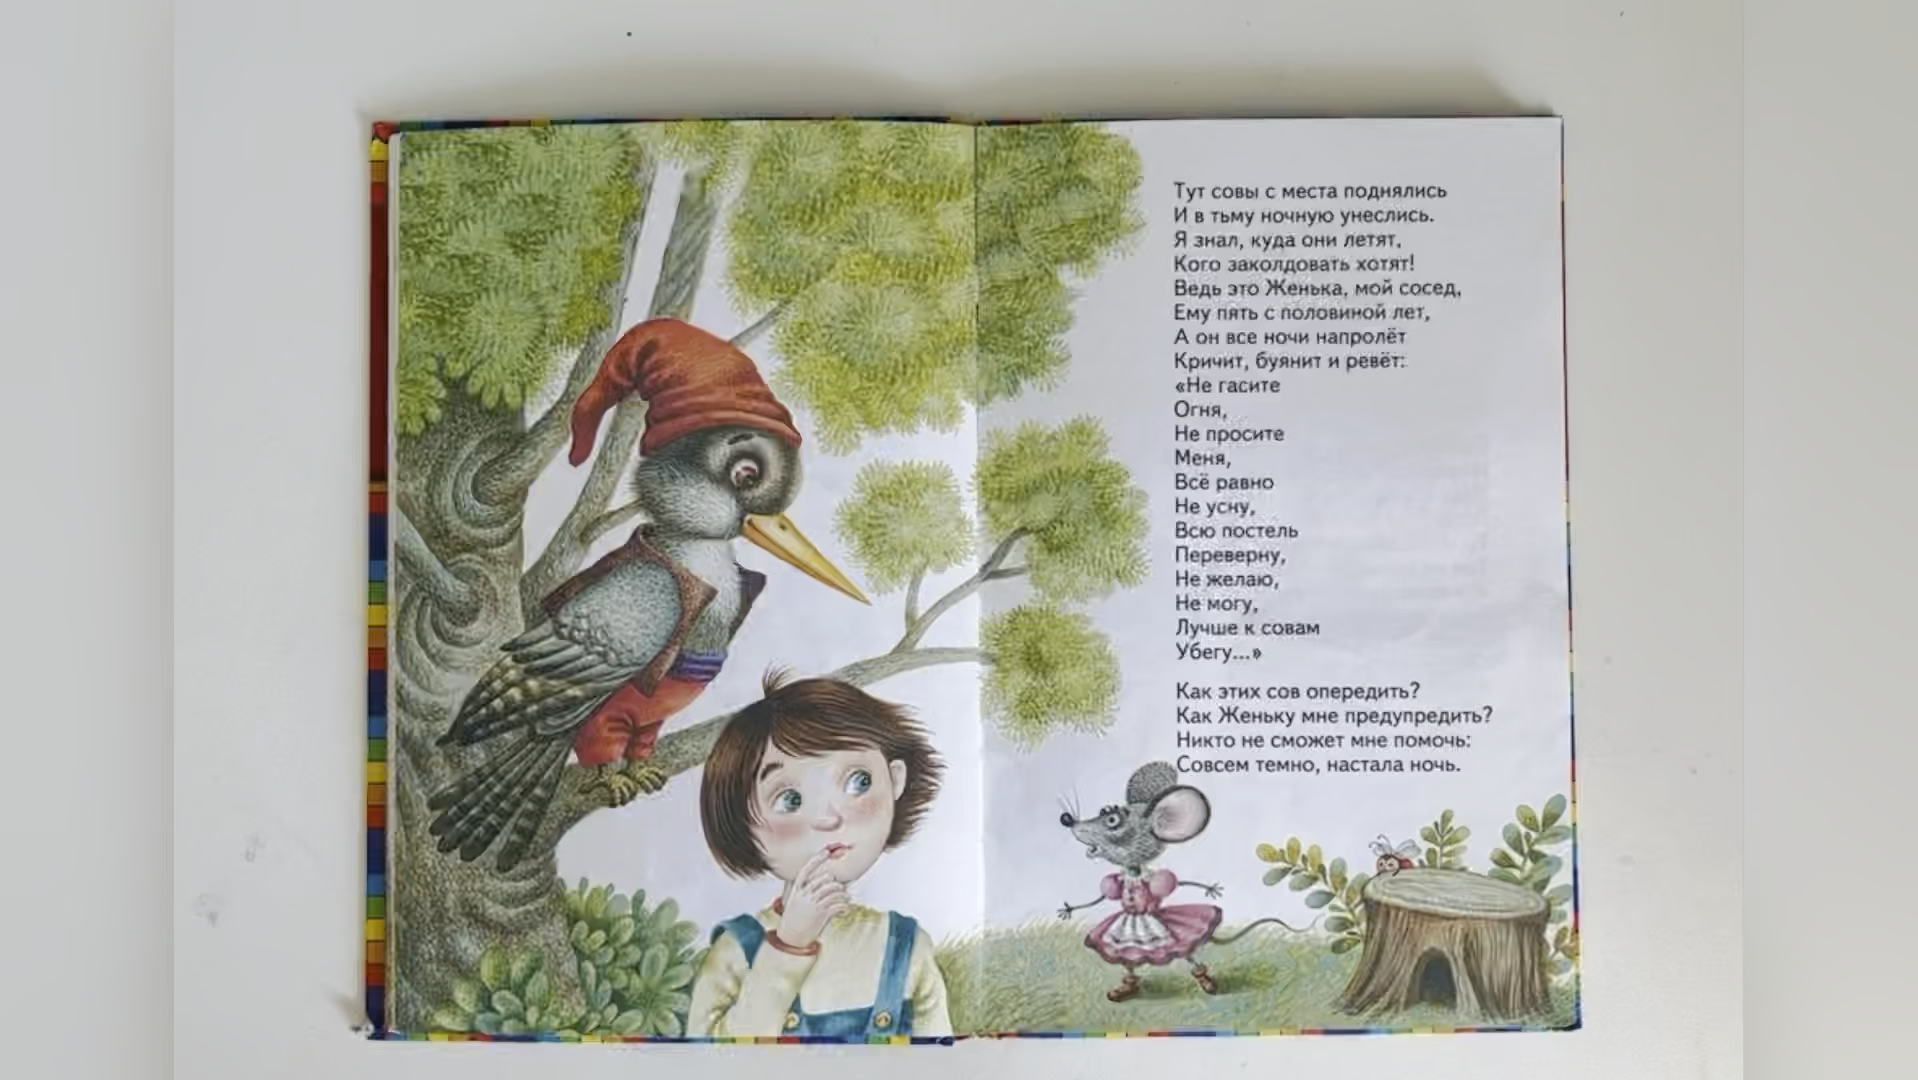 Тут совы с места поднялись
И в тьму ночную унеслись.
Я знал, куда они летят,
Кого заколдовать хотят!
Ведь это Женька, мой сосед,
Ему пять с половиной лет,
А он все ночи напролёт
Кричит, буянит и ревёт:
«Не гасите
Огня,
Не просите
Меня,
Всё равно
Не усну,
Всю постель
Переверну,
Не желаю,
Не могу,
Лучше к совам
Убегу...»
Как этих сов опередить?
Как Женьку мне предупредить?
Никто не сможет мне помочь:
Совсем темно, настала ночь.